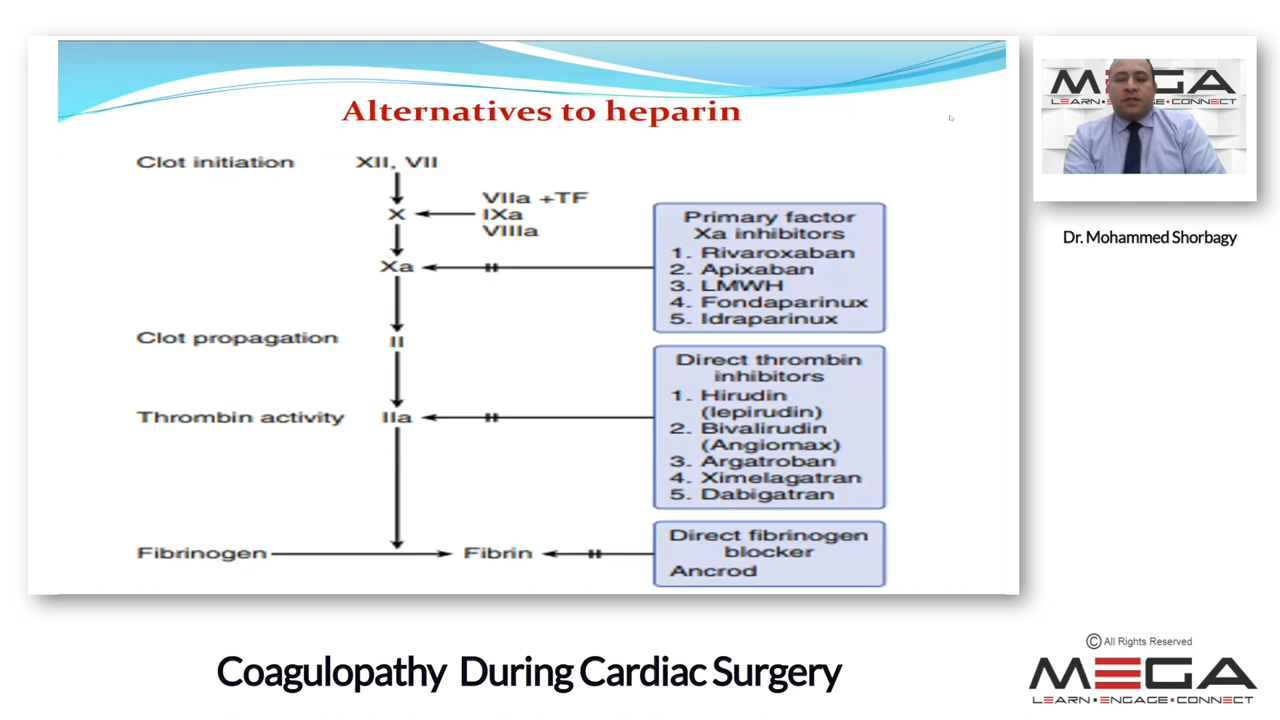 Alternatives to heparin
Clot initiation
XII, VII
VIIa +TF
X
IXa
VIIIa
Xa
Primary factor
Xa inhibitors
1. Rivaroxaban
2. Apixaban
3. LMWH
4. Fondaparinux
5. Idraparinux
Clot propagation
II
Thrombin activity
IIa
Direct thrombin
inhibitors
1. Hirudin
(lepirudin)
2. Bivalirudin
(Angiomax)
3. Argatroban
4. Ximelagatran
5. Dabigatran
Fibrinogen
Fibrin
Direct fibrinogen
blocker
Ancrod
MEGA
LEARN•ENGAGE•CONNECT
Dr. Mohammed Shorbagy
Coagulopathy During Cardiac Surgery
© All Rights Reserved
MEGA
LEARN•ENGAGE•CONNECT